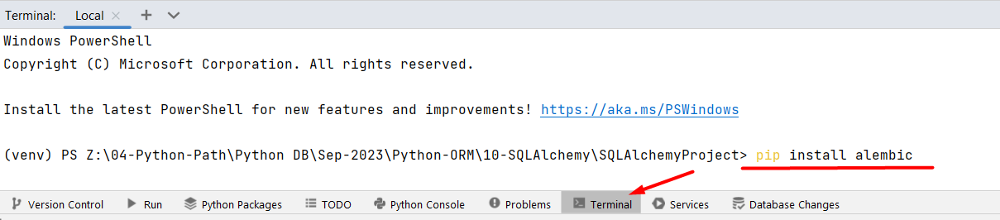 Terminal: Local × + ⌄
Windows PowerShell
Copyright (C) Microsoft Corporation. All rights reserved.
Install the latest PowerShell for new features and improvements! https://aka.ms/PSWindows
(venv) PS Z:\04-Python-Path\Python DB\Sep-2023\Python-ORM\10-SQLAlchemy\SQLAlchemyProject> pip install alembic
Version Control Run Python Packages TODO Python Console Problems Terminal Services Database Changes